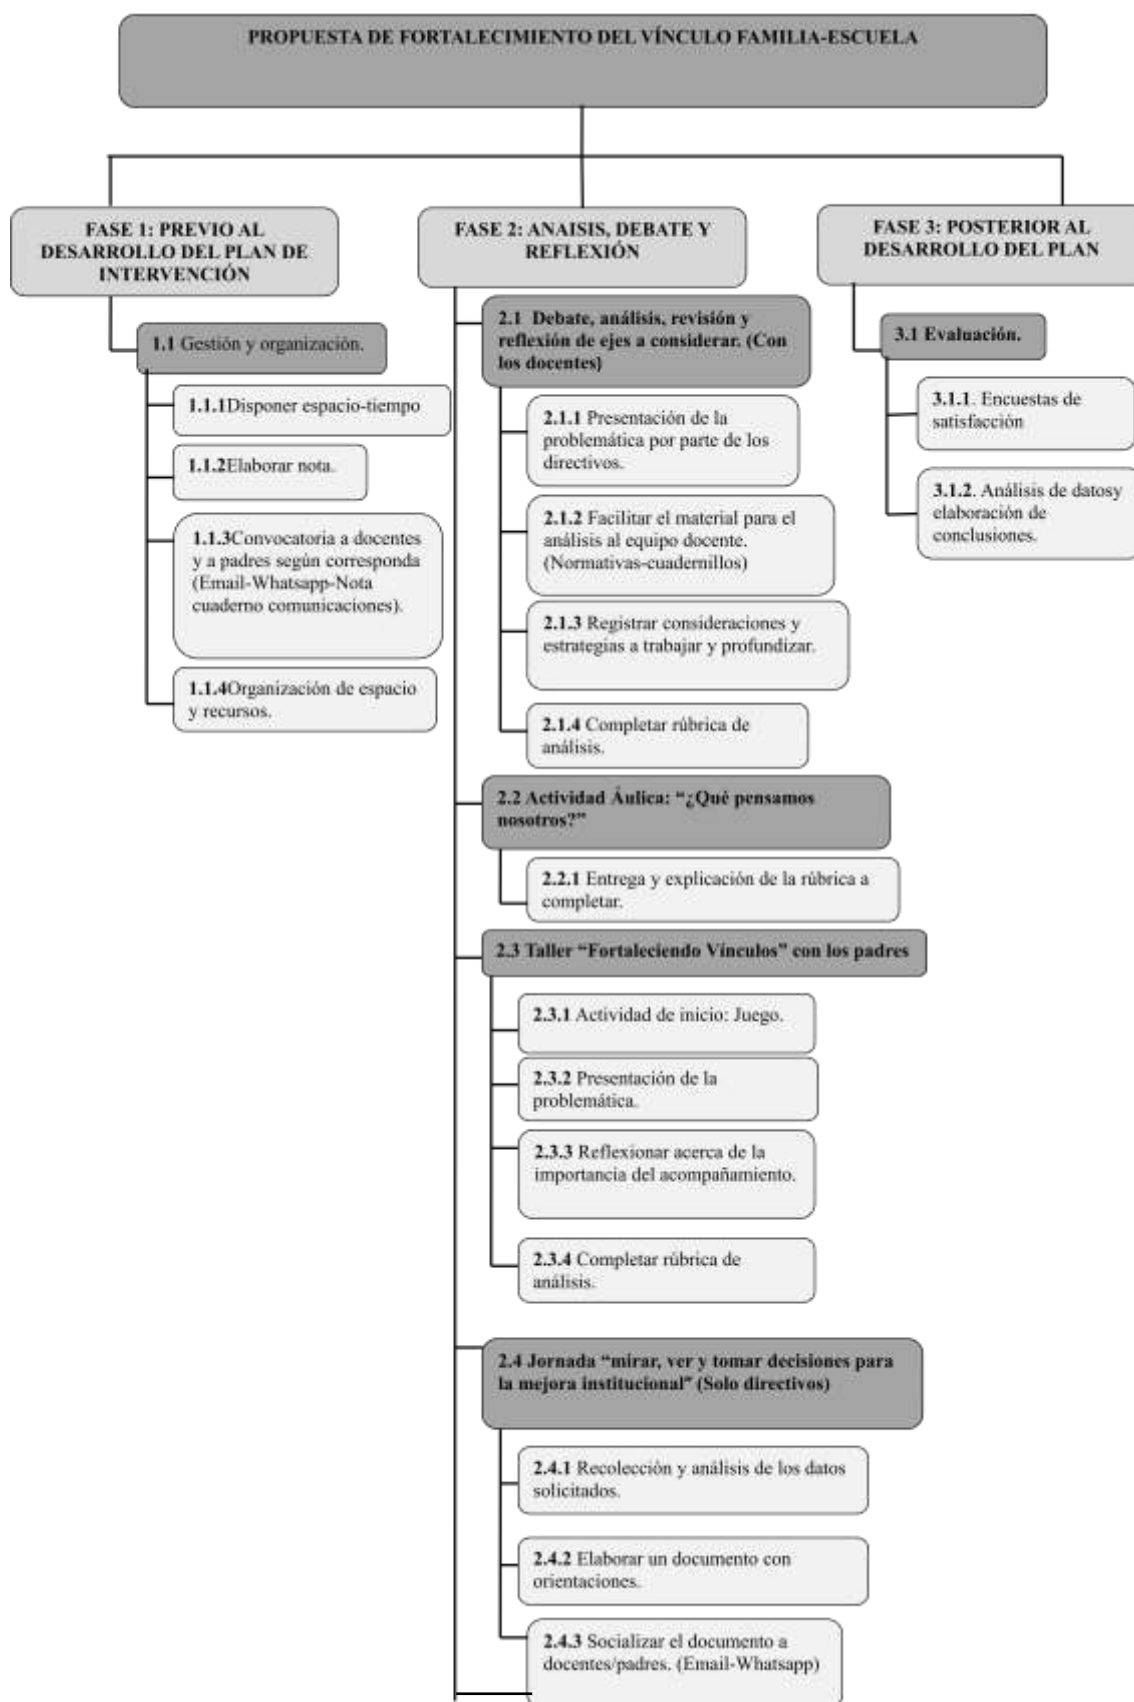 PROPUESTA DE FORTALECIMIENTO DEL VÍNCULO FAMILIA-ESCUELA
FASE 1: PREVIO AL
DESARROLLO DEL PLAN DE
INTERVENCIÓN
1.1 Gestión y organización.
1.1.1Disponer espacio-tiempo
1.1.2Elaborar nota.
1.1.3Convocatoria a docentes
y a padres según corresponda
(Email-Whatsapp-Nota
cuaderno comunicaciones).
1.1.4Organización de espacio
y recursos.
FASE 2: ANAISIS, DEBATE Y
REFLEXIÓN
2.1 Debate, análisis, revisión y
reflexión de ejes a considerar. (Con
los docentes)
2.1.1 Presentación de la
problemática por parte de los
directivos.
2.1.2 Facilitar el material para el
análisis al equipo docente.
(Normativas-cuadernillos)
2.1.3 Registrar consideraciones y
estrategias a trabajar y profundizar.
2.1.4 Completar rúbrica de
análisis.
2.2 Actividad Áulica: “¿Qué pensamos
nosotros?”
2.2.1 Entrega y explicación de la rúbrica a
completar.
2.3 Taller “Fortaleciendo Vínculos” con los padres
2.3.1 Actividad de inicio: Juego.
2.3.2 Presentación de la
problemática.
2.3.3 Reflexionar acerca de la
importancia del acompañamiento.
2.3.4 Completar rúbrica de
análisis.
2.4 Jornada “mirar, ver y tomar decisiones para
la mejora institucional” (Solo directivos)
2.4.1 Recolección y análisis de los datos
solicitados.
2.4.2 Elaborar un documento con
orientaciones.
2.4.3 Socializar el documento a
docentes/padres. (Email-Whatsapp)
FASE 3: POSTERIOR AL
DESARROLLO DEL PLAN
3.1 Evaluación.
3.1.1. Encuestas de
satisfacción
3.1.2. Análisis de datosy
elaboración de
conclusiones.